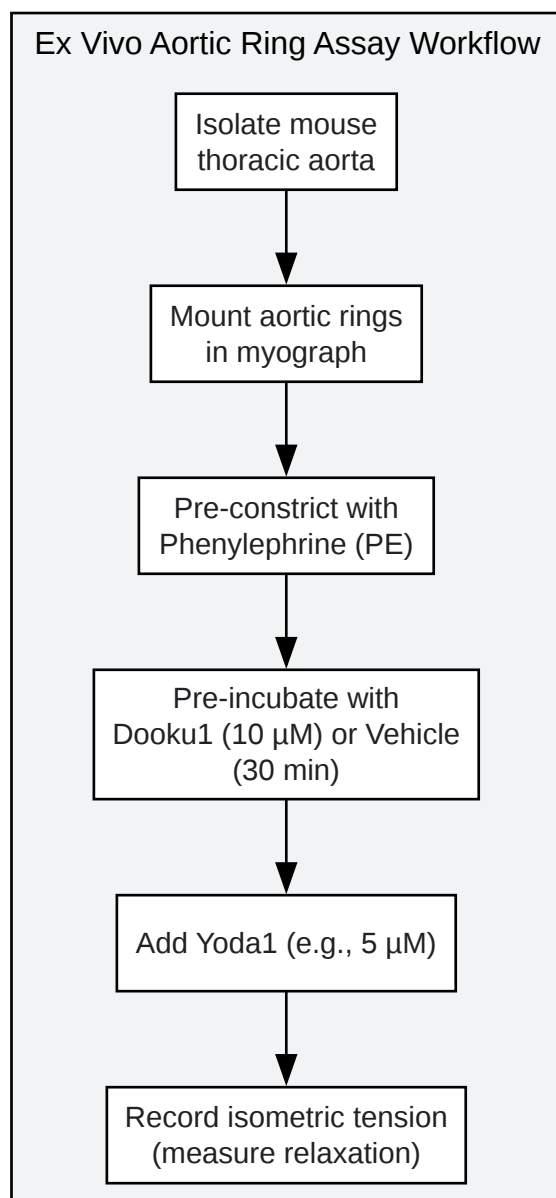 Ex Vivo Aortic Ring Assay Workflow
Isolate mouse
thoracic aorta
Mount aortic rings
in myograph
Pre-constrict with
Phenylephrine (PE)
Pre-incubate with
Dooku1 (10 µM) or Vehicle
(30 min)
Add Yoda1 (e.g., 5 µM)
Record isometric tension
(measure relaxation)